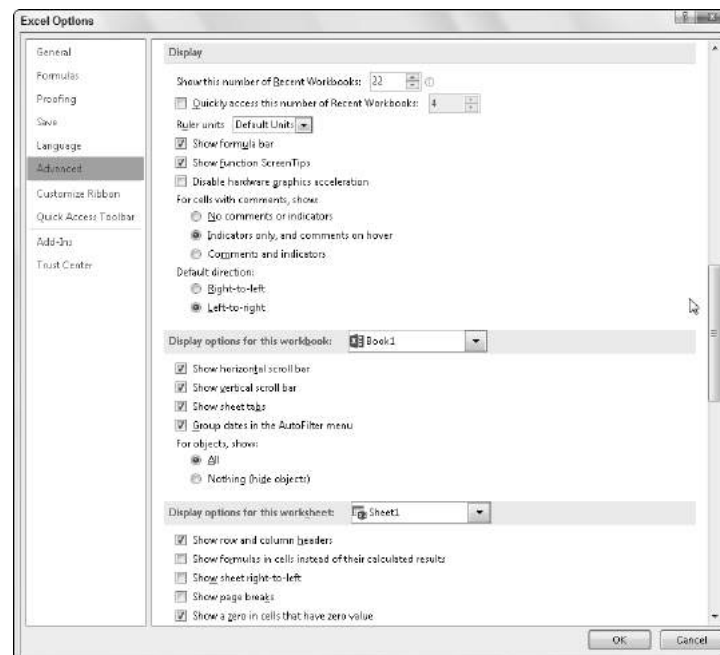 Excel Options
General
Formulas
Proofing
Save
Language
Advanced
Customize Ribbon
Quick Access Toolbar
Add-Ins
Trust Center
Display
Show this number of Recent Workbooks: 22
Quickly access this number of Recent Workbooks: 4
Ruler units Default Units
Show formula bar
Show function ScreenTips
Disable hardware graphics acceleration
For cells with comments, show:
No comments or indicators
Indicators only, and comments on hover
Comments and indicators
Default direction:
Right-to-left
Left-to-right
Display options for this workbook: Book1
Show horizontal scroll bar
Show vertical scroll bar
Show sheet tabs
Group dates in the AutoFilter menu
For objects, show:
All
Nothing (hide objects)
Display options for this worksheet: Sheet1
Show row and column headers
Show formulas in cells instead of their calculated results
Show sheet right-to-left
Show page breaks
Show a zero in cells that have zero value
OK Cancel